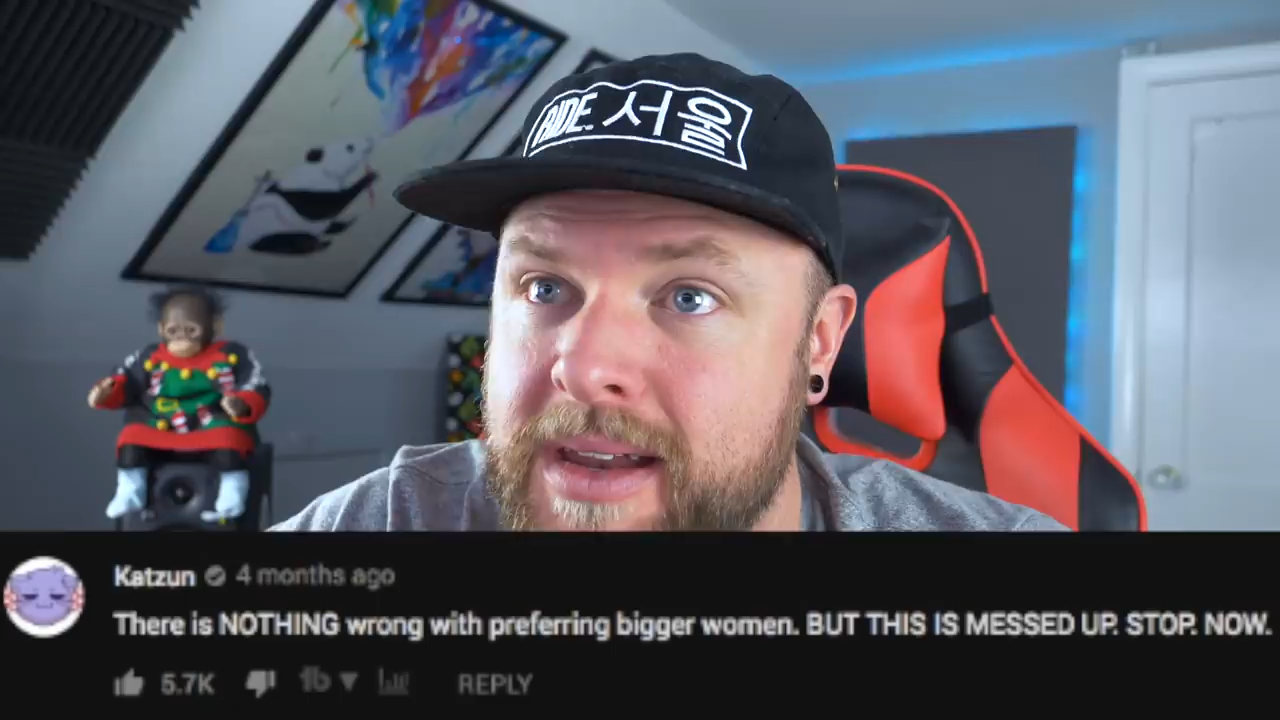 RIDE. 서울
Katzun 4 months ago
There is NOTHING wrong with preferring bigger women. BUT THIS IS MESSED UP. STOP. NOW.
5.7K REPLY